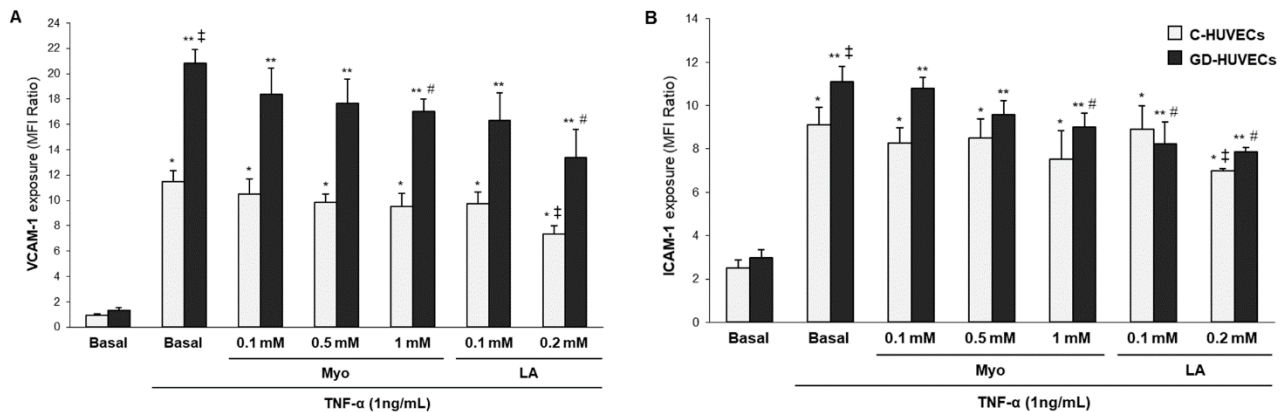 A
VCAM-1 exposure (MFI Ratio)
24
22
20
18
16
14
12
10
8
6
4
2
0
* ** ‡
* **
* **
* ** #
* **
* ‡ ** #
Basal Basal 0.1 mM 0.5 mM 1 mM 0.1 mM 0.2 mM
Myo LA
TNF-α (1ng/mL)
B
ICAM-1 exposure (MFI Ratio)
14
12
10
8
6
4
2
0
* ** ‡
* **
* **
* ** #
* ** #
* ‡ ** #
C-HUVECs
GD-HUVECs
Basal Basal 0.1 mM 0.5 mM 1 mM 0.1 mM 0.2 mM
Myo LA
TNF-α (1ng/mL)